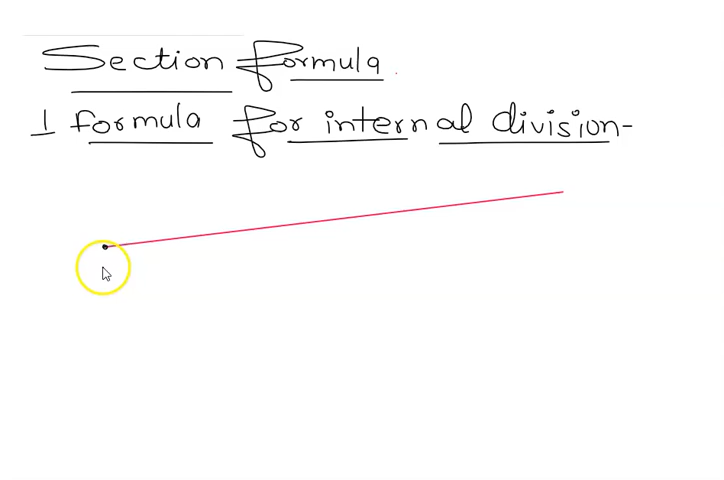 Section formula.
1 formula for internal division-